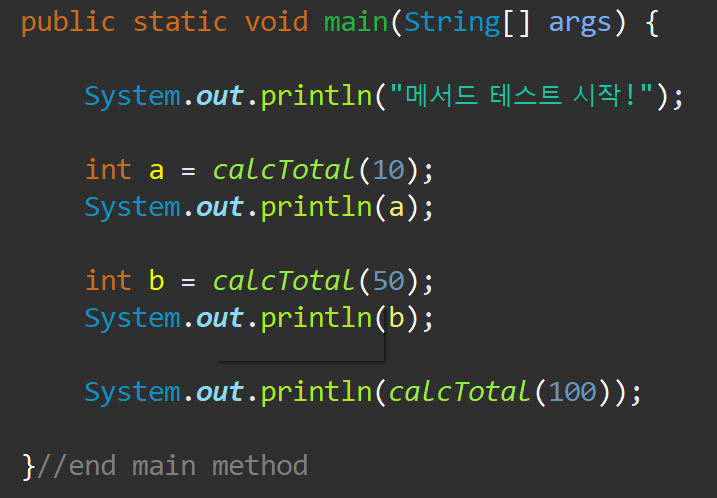 public static void main(String[] args) {
System.out.println("메서드 테스트 시작!");
int a = calcTotal(10);
System.out.println(a);
int b = calcTotal(50);
System.out.println(b);
System.out.println(calcTotal(100));
}//end main method